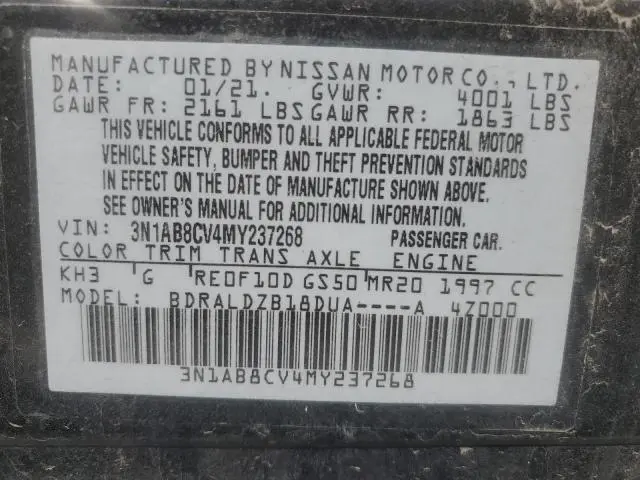 MANUFACTURED BY NISSAN MOTOR CO., LTD.
DATE: 01/21. GVWR: 4001 LBS
GAWR FR: 2161 LBS GAWR RR: 1863 LBS
THIS VEHICLE CONFORMS TO ALL APPLICABLE FEDERAL MOTOR
VEHICLE SAFETY, BUMPER AND THEFT PREVENTION STANDARDS
IN EFFECT ON THE DATE OF MANUFACTURE SHOWN ABOVE.
SEE OWNER'S MANUAL FOR ADDITIONAL INFORMATION.
VIN: 3N1AB8CV4MY237268 PASSENGER CAR.
COLOR TRIM TRANS AXLE ENGINE
KH3 G RE0F10D GS50 MR20 1997 CC
MODEL: BDRALDZB18DUA----A 4Z000
3N1AB8CV4MY237268